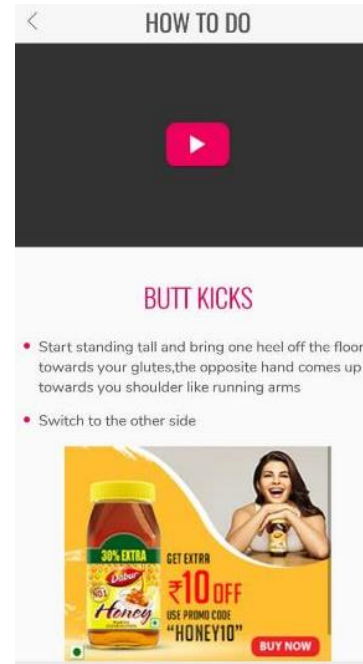 HOW TO DO
BUTT KICKS
Start standing tall and bring one heel off the floor
towards your glutes,the opposite hand comes up
towards you shoulder like running arms
Switch to the other side
30% EXTRA
Dabur
Honey
GET EXTRA
₹10 OFF
USE PROMO CODE
“HONEY10”
BUY NOW